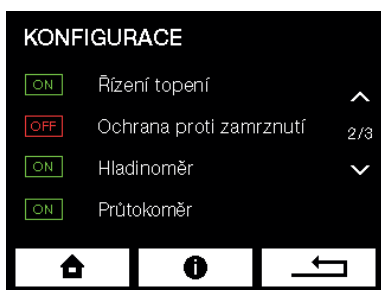 KONFIGURACE
ON Řízení topení
OFF Ochrana proti zamrznutí
2/3
ON Hladinoměr
ON Průtokoměr